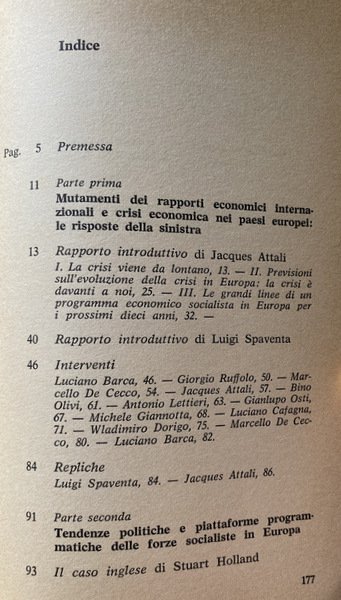 Indice
Pag. 5 Premessa
11 Parte prima
Mutamenti dei rapporti economici interna-
zionali e crisi economica nei paesi europei:
le risposte della sinistra
13 Rapporto introduttivo di Jacques Attali
I. La crisi viene da lontano, 13. — II. Previsioni
sull'evoluzione della crisi in Europa: la crisi è
davanti a noi, 25. — III. Le grandi linee di un
programma economico socialista in Europa per
i prossimi dieci anni, 32. —
40 Rapporto introduttivo di Luigi Spaventa
46 Interventi
Luciano Barca, 46. — Giorgio Ruffolo, 50. — Mar-
cello De Cecco, 54. — Jacques Attali, 57. — Bino
Olivi, 61. — Antonio Lettieri, 63. — Gianlupo Osti,
67. — Michele Giannotta, 68. — Luciano Cafagna,
71. — Wladimiro Dorigo, 75. — Marcello De Cec-
co, 80. — Luciano Barca, 82.
84 Repliche
Luigi Spaventa, 84. — Jacques Attali, 86.
91 Parte seconda
Tendenze politiche e piattaforme program-
matiche delle forze socialiste in Europa
93 Il caso inglese di Stuart Holland
177